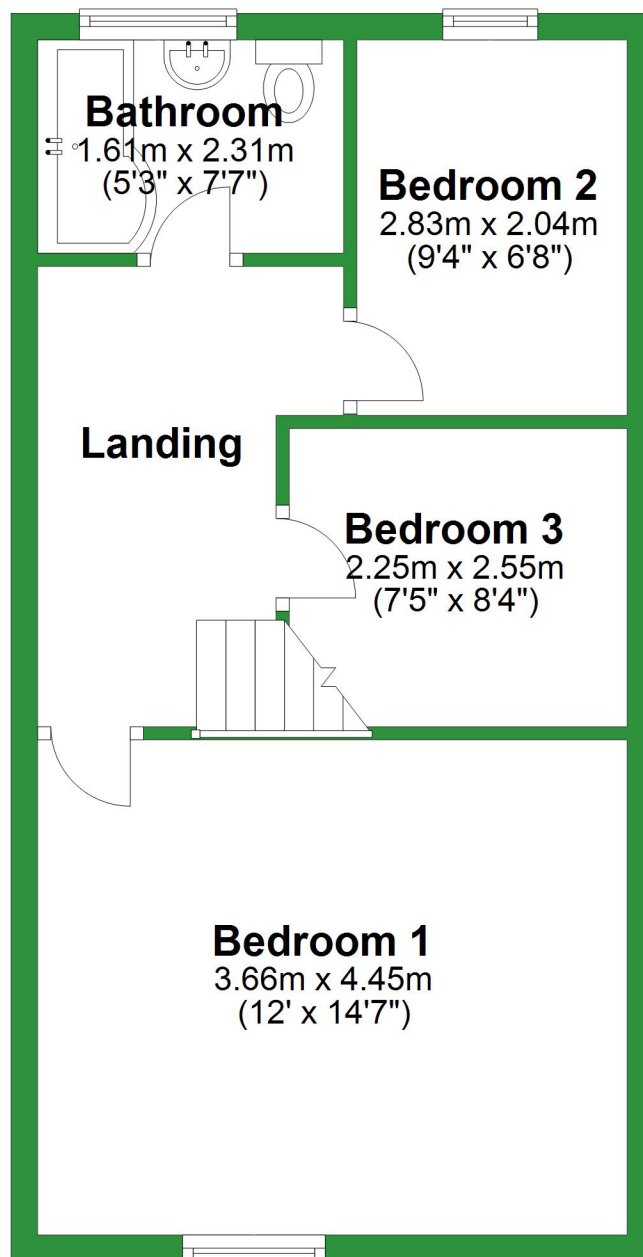 Bathroom
1.61m x 2.31m
(5'3" x 7'7")
Bedroom 2
2.83m x 2.04m
(9'4" x 6'8")
Landing
Bedroom 3
2.25m x 2.55m
(7'5" x 8'4")
Bedroom 1
3.66m x 4.45m
(12' x 14'7")